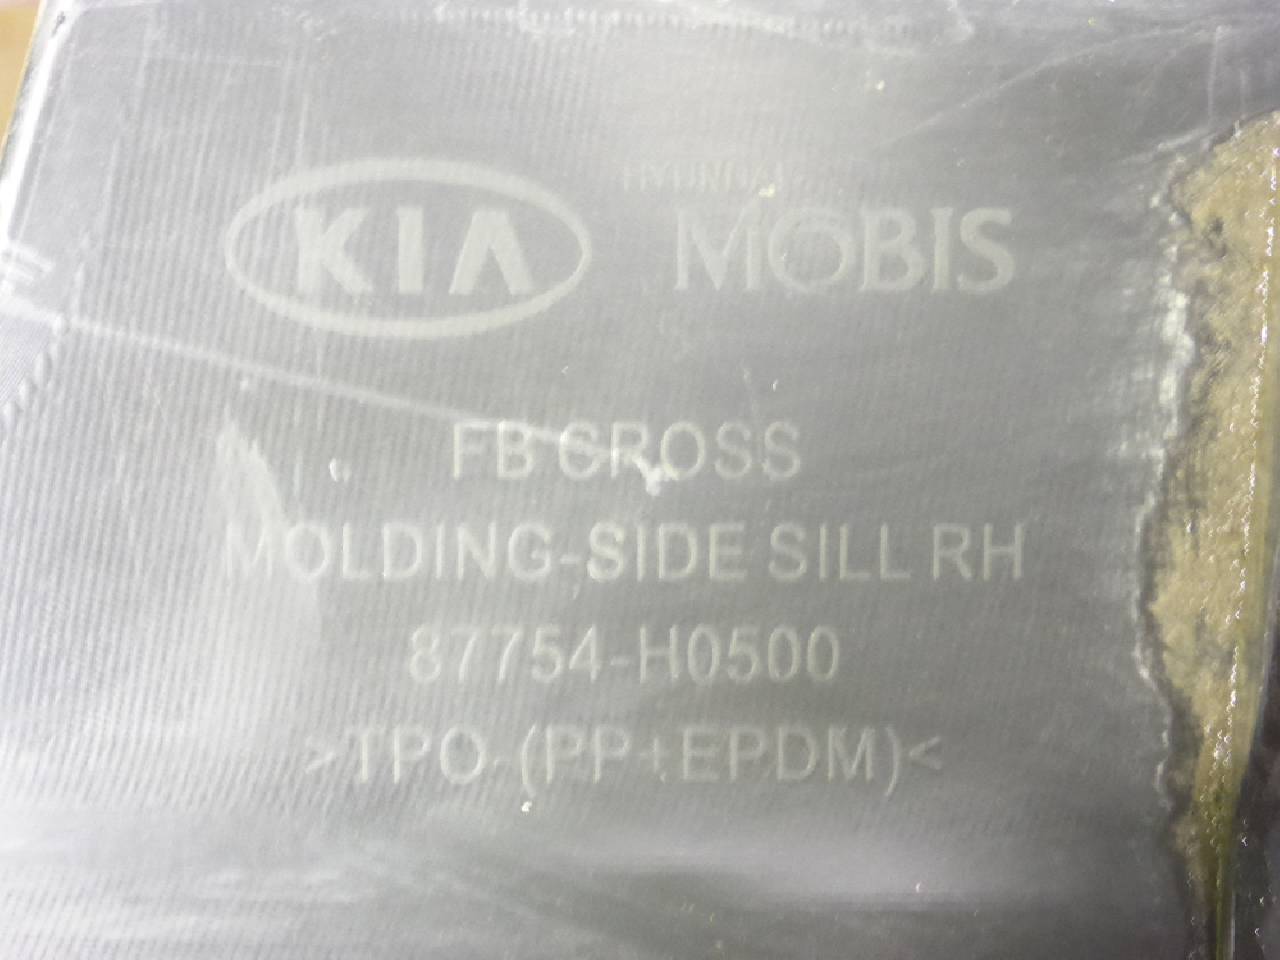 KIA
HYUNDAI
MOBIS
FB CROSS
MOLDING-SIDE SILL RH
87754-H0500
>TPO-(PP+EPDM)<